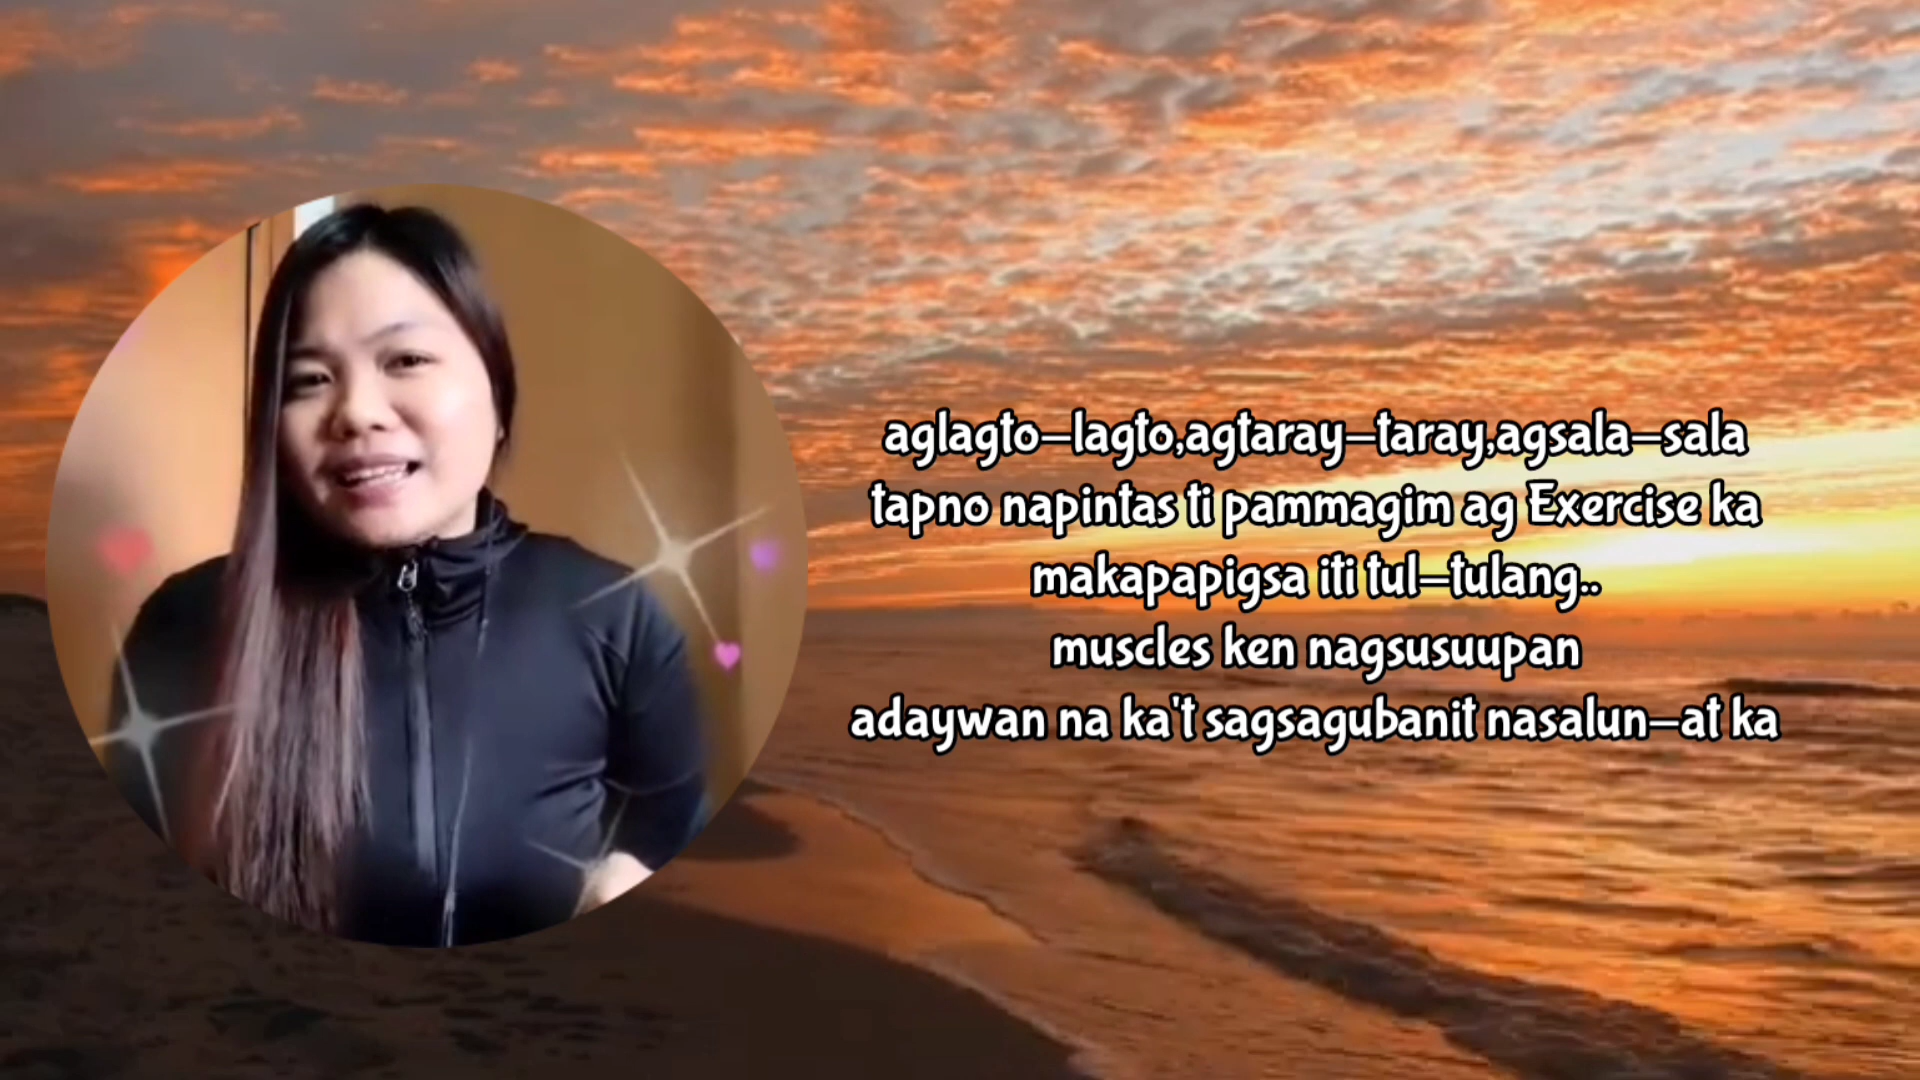 aglagto-lagto,agtaray-taray,agsala-sala
tapno napintas ti pammagim ag Exercise ka
makapapigsa iti tul-tulang..
muscles ken nagsusuupan
adaywan na ka't sagsagubanit nasalun-at ka